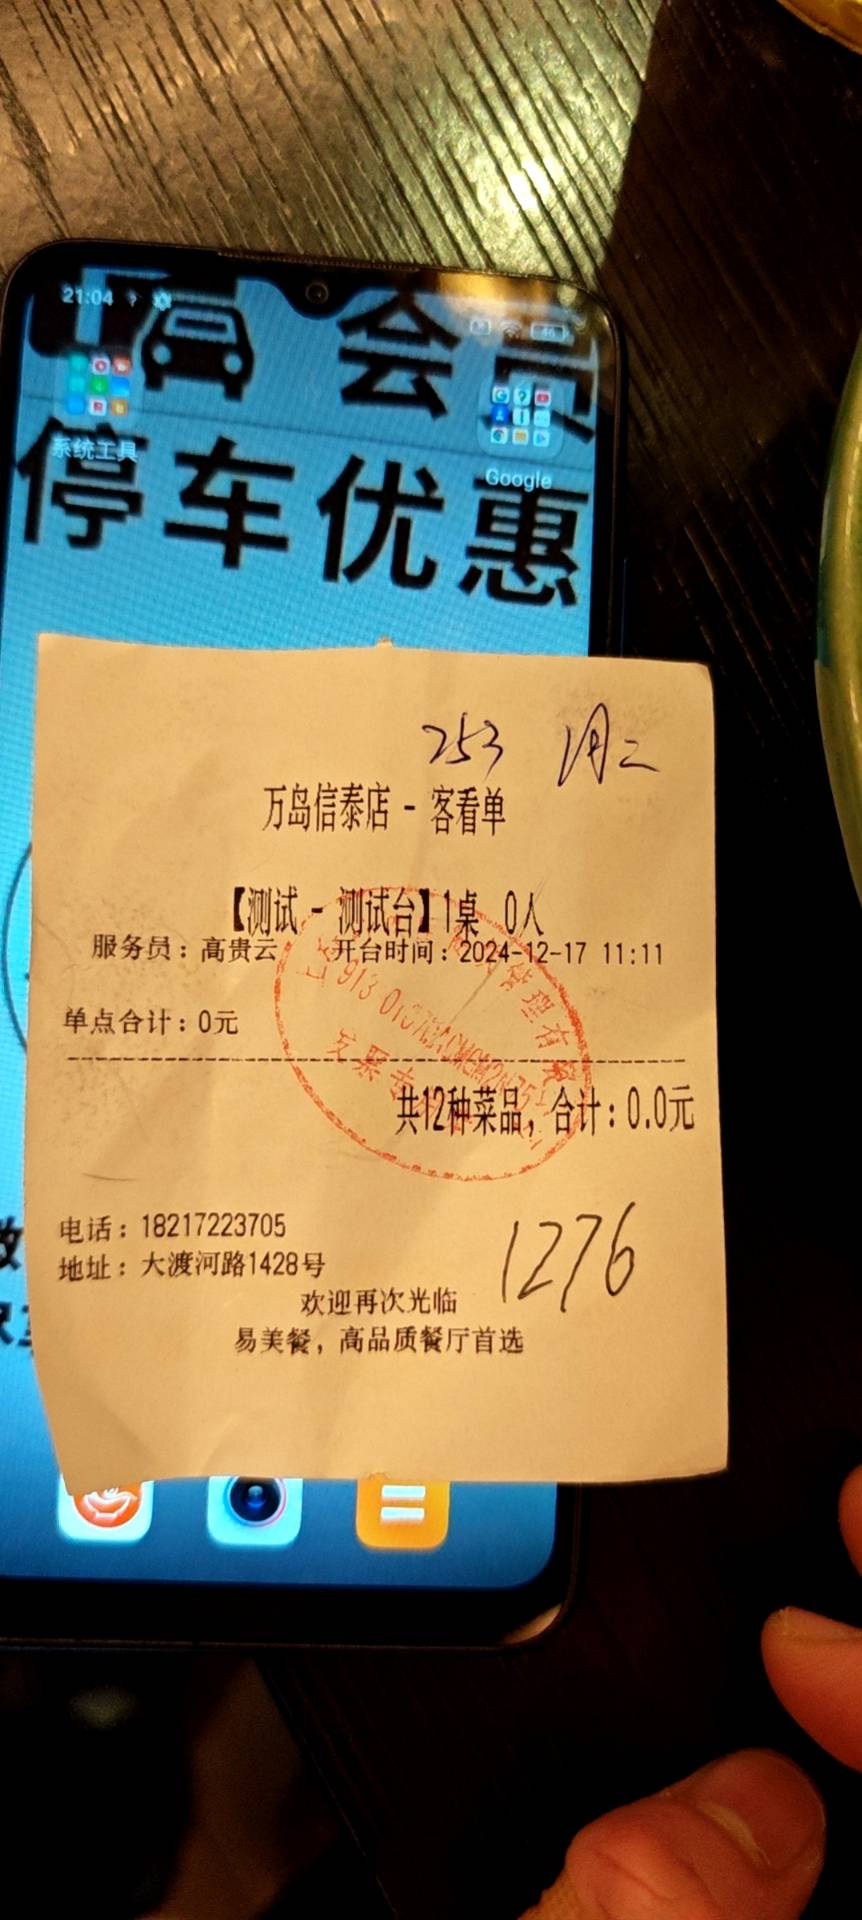 21:04
会员
停车优惠
系统工具
Google
253 周二
万岛信泰店 - 客看单
【测试 - 测试台】1桌 0人
服务员：高贵云 开台时间：2024-12-17 11:11
单点合计：0元
共12种菜品，合计：0.0元
电话：18217223705
地址：大渡河路1428号
1276
欢迎再次光临
易美餐，高品质餐厅首选